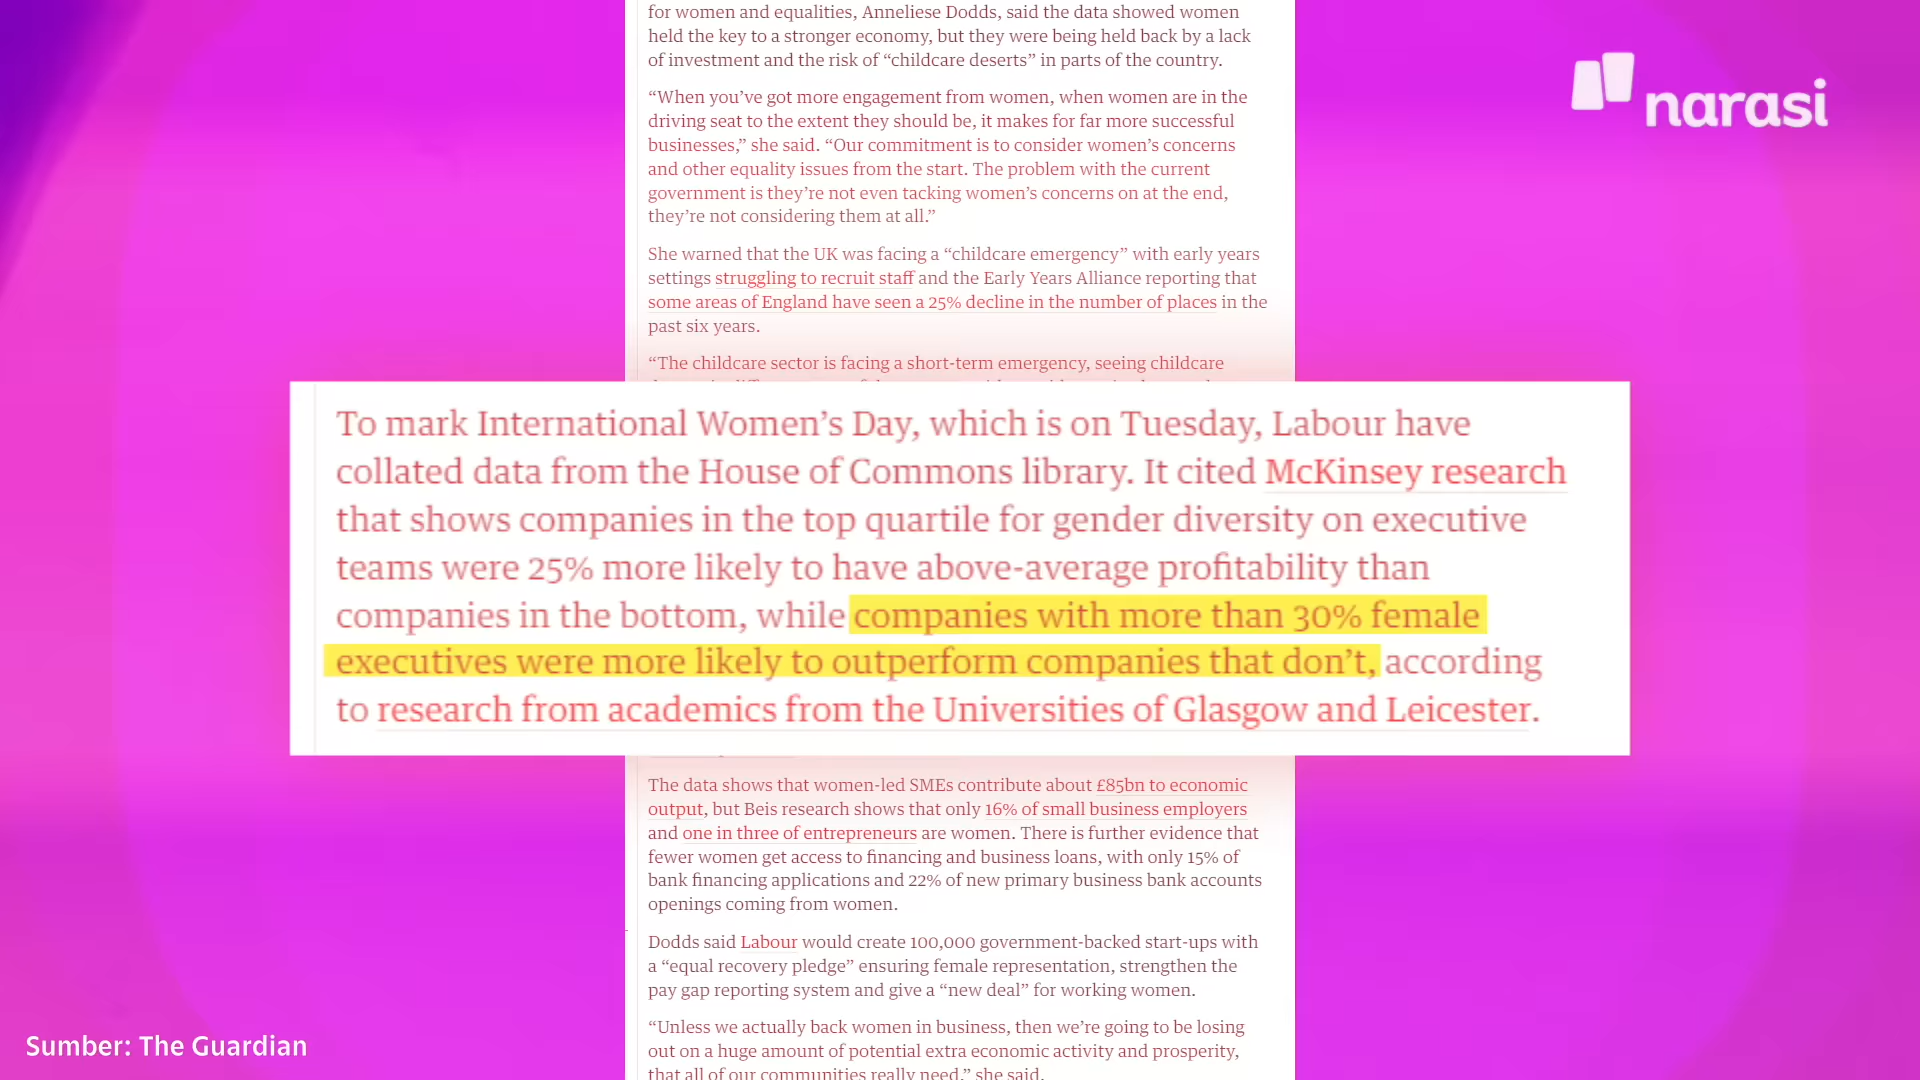 for women and equalities, Anneliese Dodds, said the data showed women
held the key to a stronger economy, but they were being held back by a lack
of investment and the risk of “childcare deserts” in parts of the country.
“When you’ve got more engagement from women, when women are in the
driving seat to the extent they should be, it makes for far more successful
businesses,” she said. “Our commitment is to consider women’s concerns
and other equality issues from the start. The problem with the current
government is they’re not even tacking women’s concerns on at the end,
they’re not considering them at all.”
She warned that the UK was facing a “childcare emergency” with early years
settings struggling to recruit staff and the Early Years Alliance reporting that
some areas of England have seen a 25% decline in the number of places in the
past six years.
“The childcare sector is facing a short-term emergency, seeing childcare
To mark International Women’s Day, which is on Tuesday, Labour have
collated data from the House of Commons library. It cited McKinsey research
that shows companies in the top quartile for gender diversity on executive
teams were 25% more likely to have above-average profitability than
companies in the bottom, while companies with more than 30% female
executives were more likely to outperform companies that don’t, according
to research from academics from the Universities of Glasgow and Leicester.
The data shows that women-led SMEs contribute about £85bn to economic
output, but Beis research shows that only 16% of small business employers
and one in three of entrepreneurs are women. There is further evidence that
fewer women get access to financing and business loans, with only 15% of
bank financing applications and 22% of new primary business bank accounts
openings coming from women.
Dodds said Labour would create 100,000 government-backed start-ups with
a “equal recovery pledge” ensuring female representation, strengthen the
pay gap reporting system and give a “new deal” for working women.
“Unless we actually back women in business, then we’re going to be losing
out on a huge amount of potential extra economic activity and prosperity,
that all of our communities really need,” she said.
narasi
Sumber: The Guardian